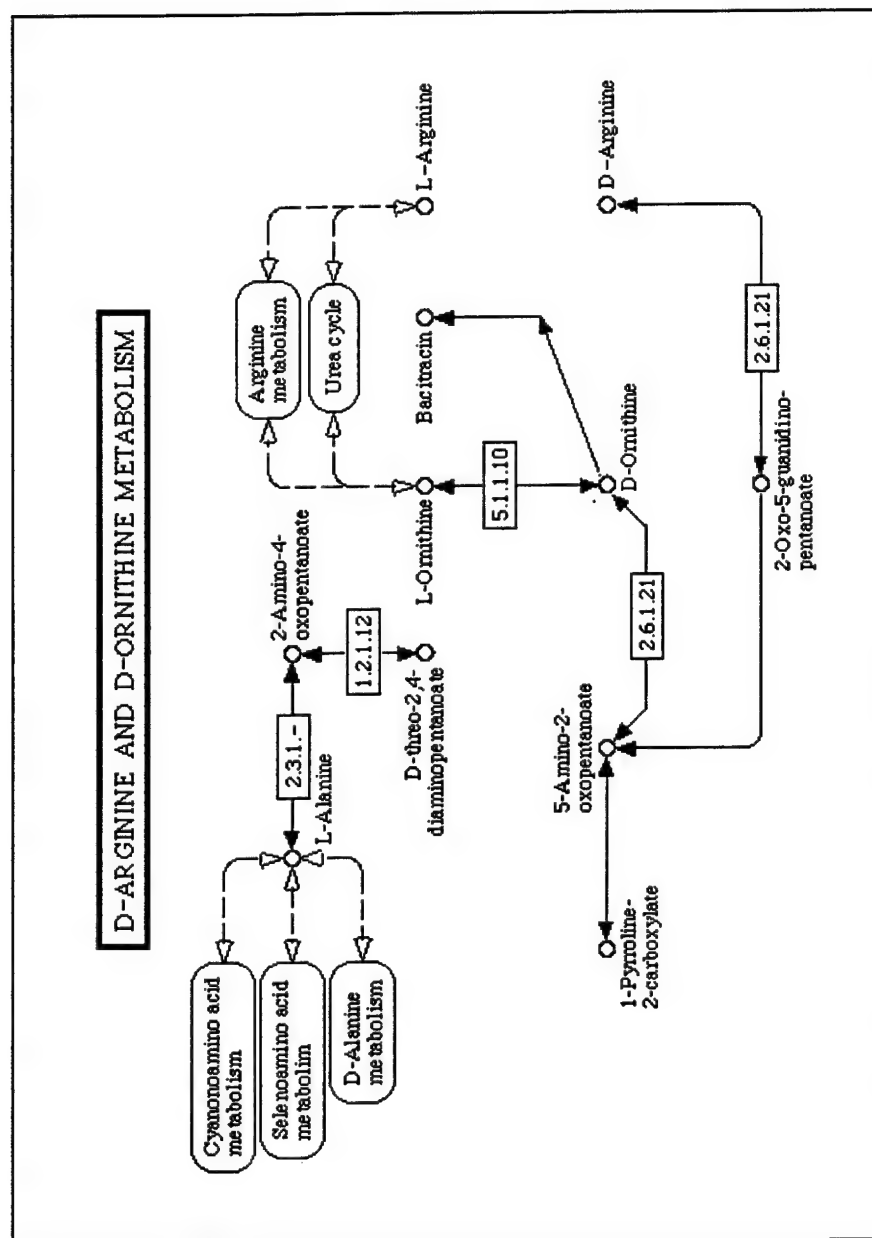 D-ARGININE AND D-ORNITHINE METABOLISM
Cyanonoamino acid
metabolism
Selenoamino acid
metabolim
D-Alanine
metabolism
2.3.1.-
L-Alanine
2-Amino-4-
oxopentanoate
1.2.1.12
D-threo-2,4-
diaminopentanoate
Arginine
metabolism
Urea cycle
L-Ornithine
Bacitracin
L-Arginine
5.1.1.10
D-Ornithine
D-Arginine
2.6.1.21
5-Amino-2-
oxopentanoate
1-Pyrroline-
2-carboxylate
2.6.1.21
2-Oxo-5-guanidino-
pentanoate